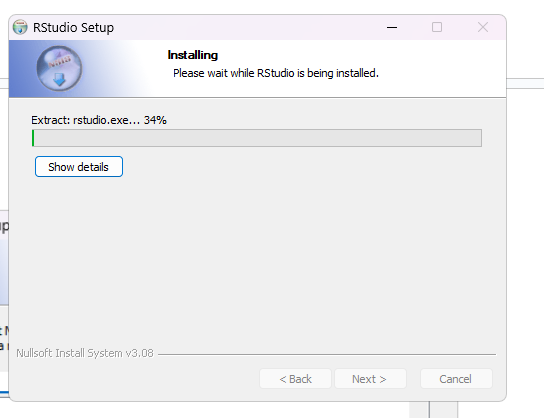 RStudio Setup
Installing
Please wait while RStudio is being installed.
Extract: rstudio.exe... 34%
Show details
Nullsoft Install System v3.08
< Back
Next >
Cancel